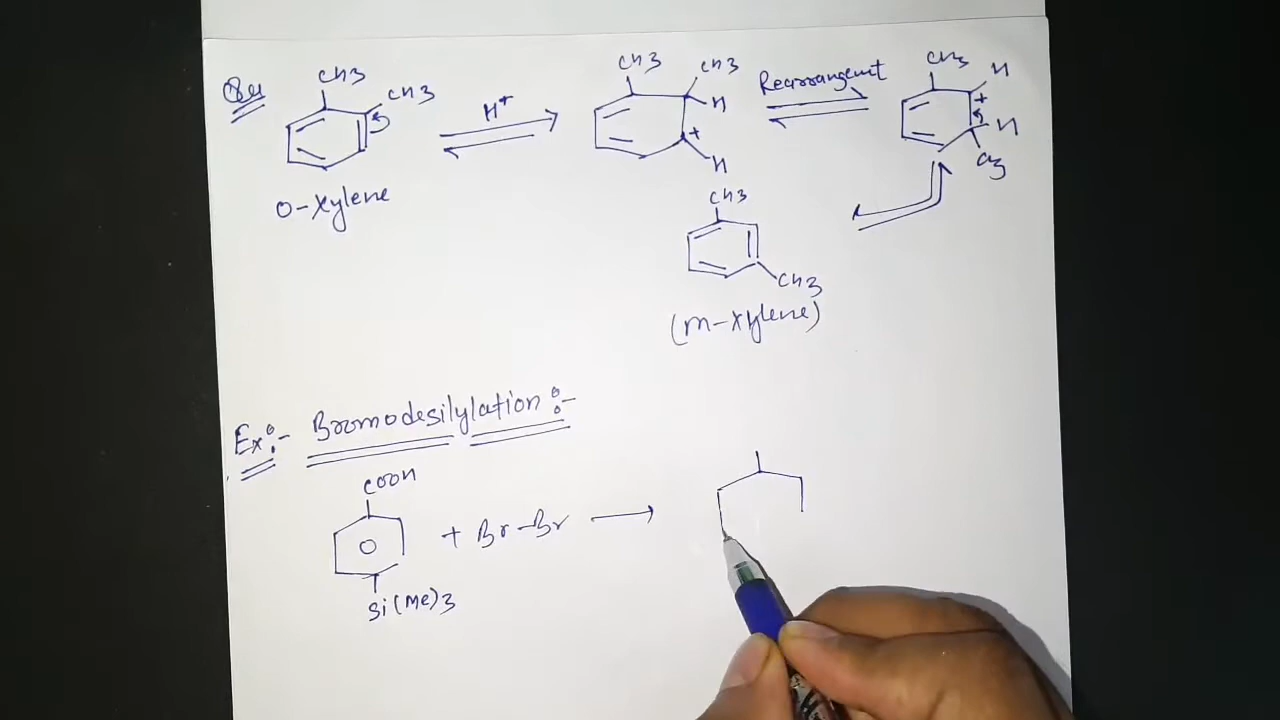 Qu
CH3
CH3
o-xylene
H+
CH3
CH3
H
+
H
Rearrangement
CH3
H
+
H
CH3
CH3
CH3
(m-xylene)
Ex:- Bromodesilylation:-
COOH
+ Br-Br
Si(Me)3